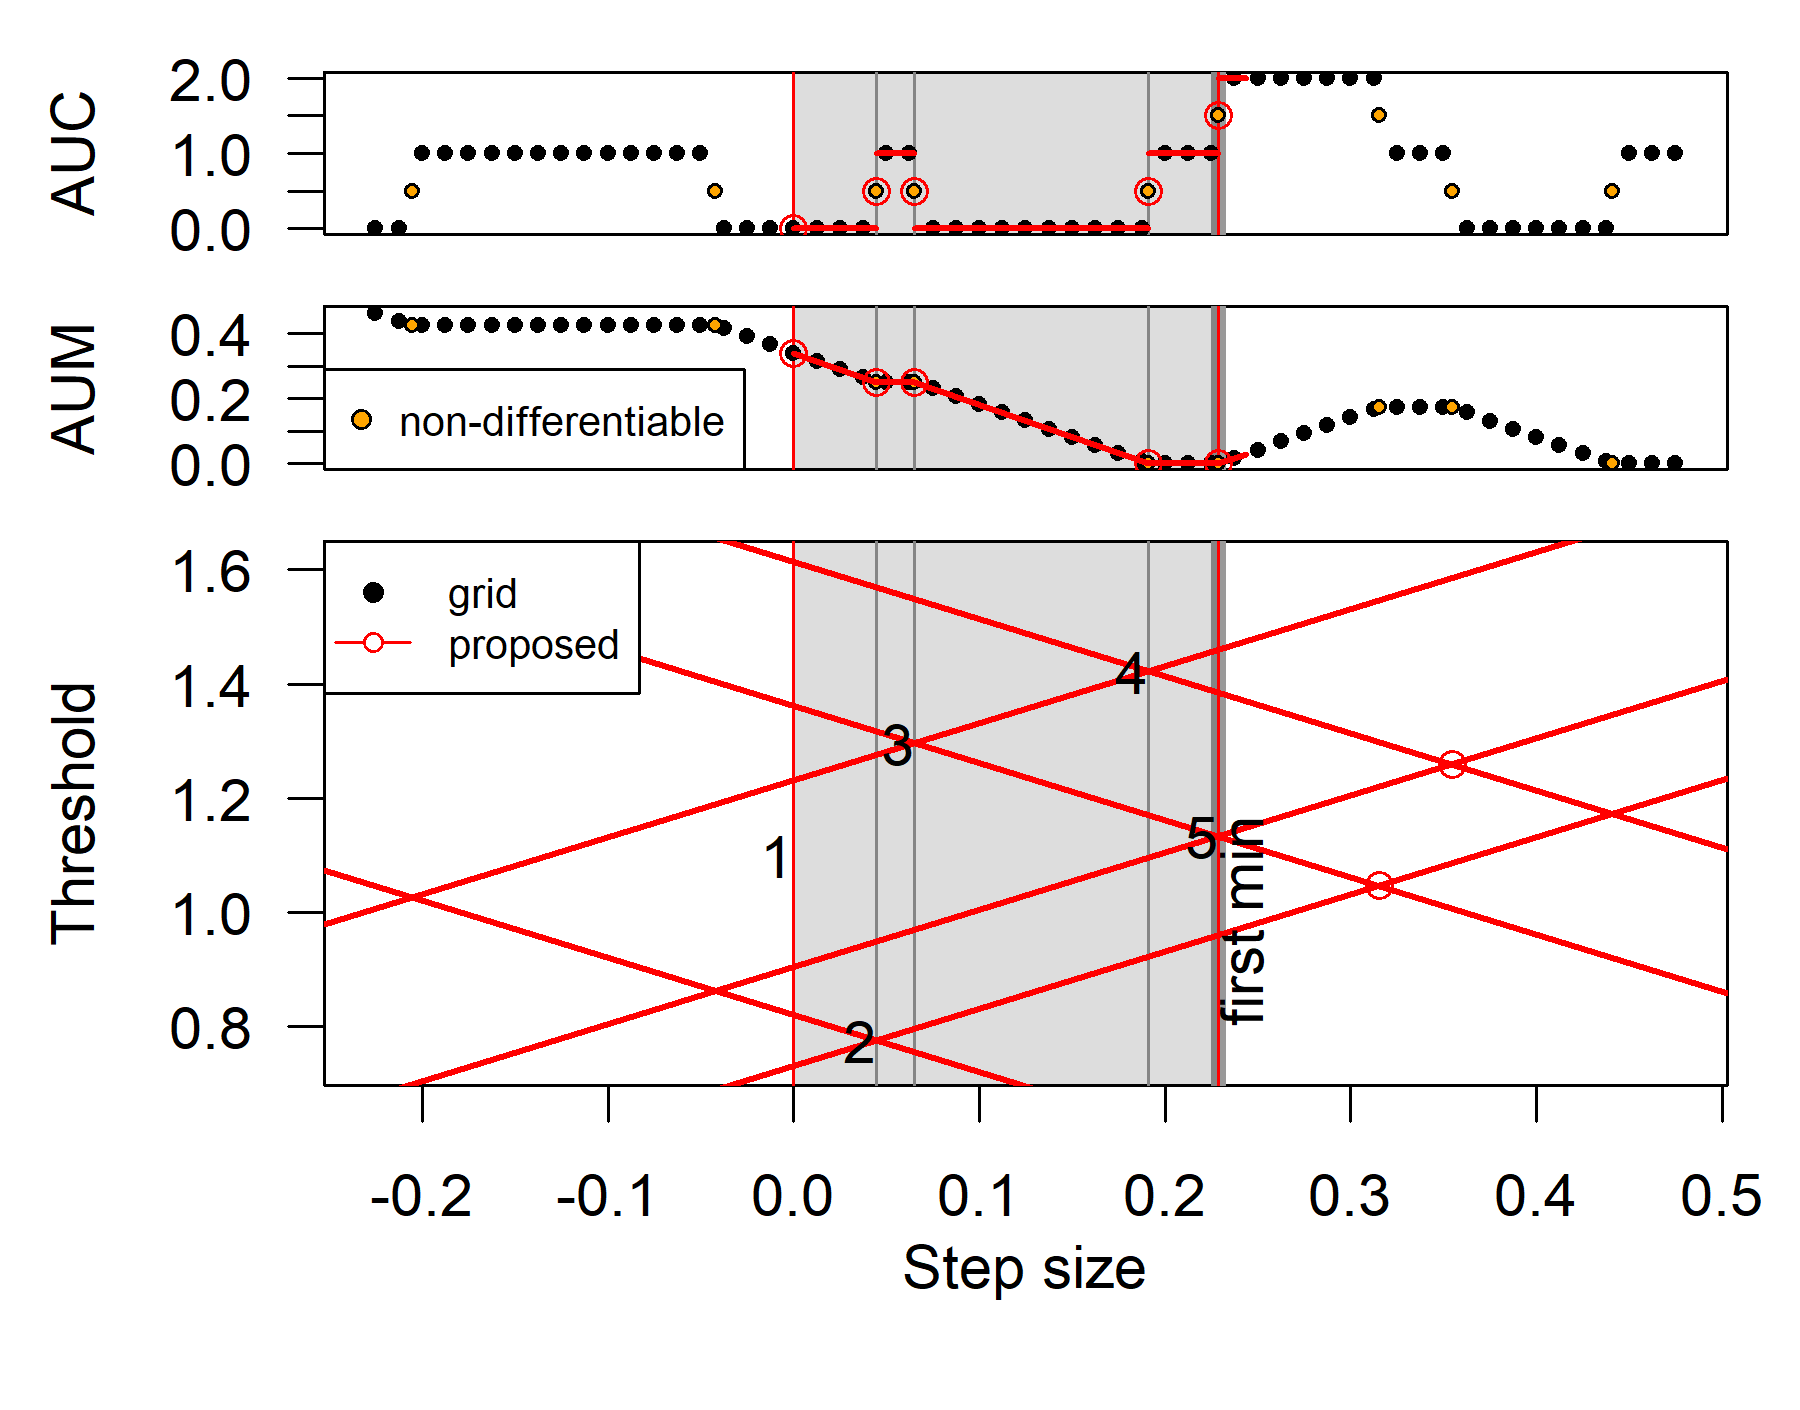 AUC
2.0
1.0
0.0
AUM
0.4
0.2
0.0
non-differentiable
Threshold
1.6
1.4
1.2
1.0
0.8
grid
proposed
4
3
5
1
2
first min
-0.2 -0.1 0.0 0.1 0.2 0.3 0.4 0.5
Step size